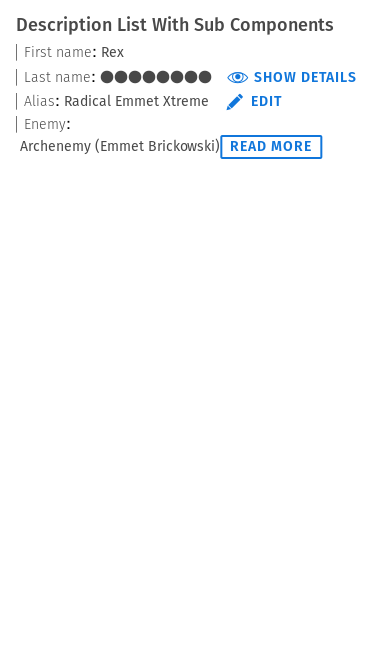 Description List With Sub Components
First name: Rex
Last name: ●●●●●●●● SHOW DETAILS
Alias: Radical Emmet Xtreme EDIT
Enemy:
Archenemy (Emmet Brickowski) READ MORE